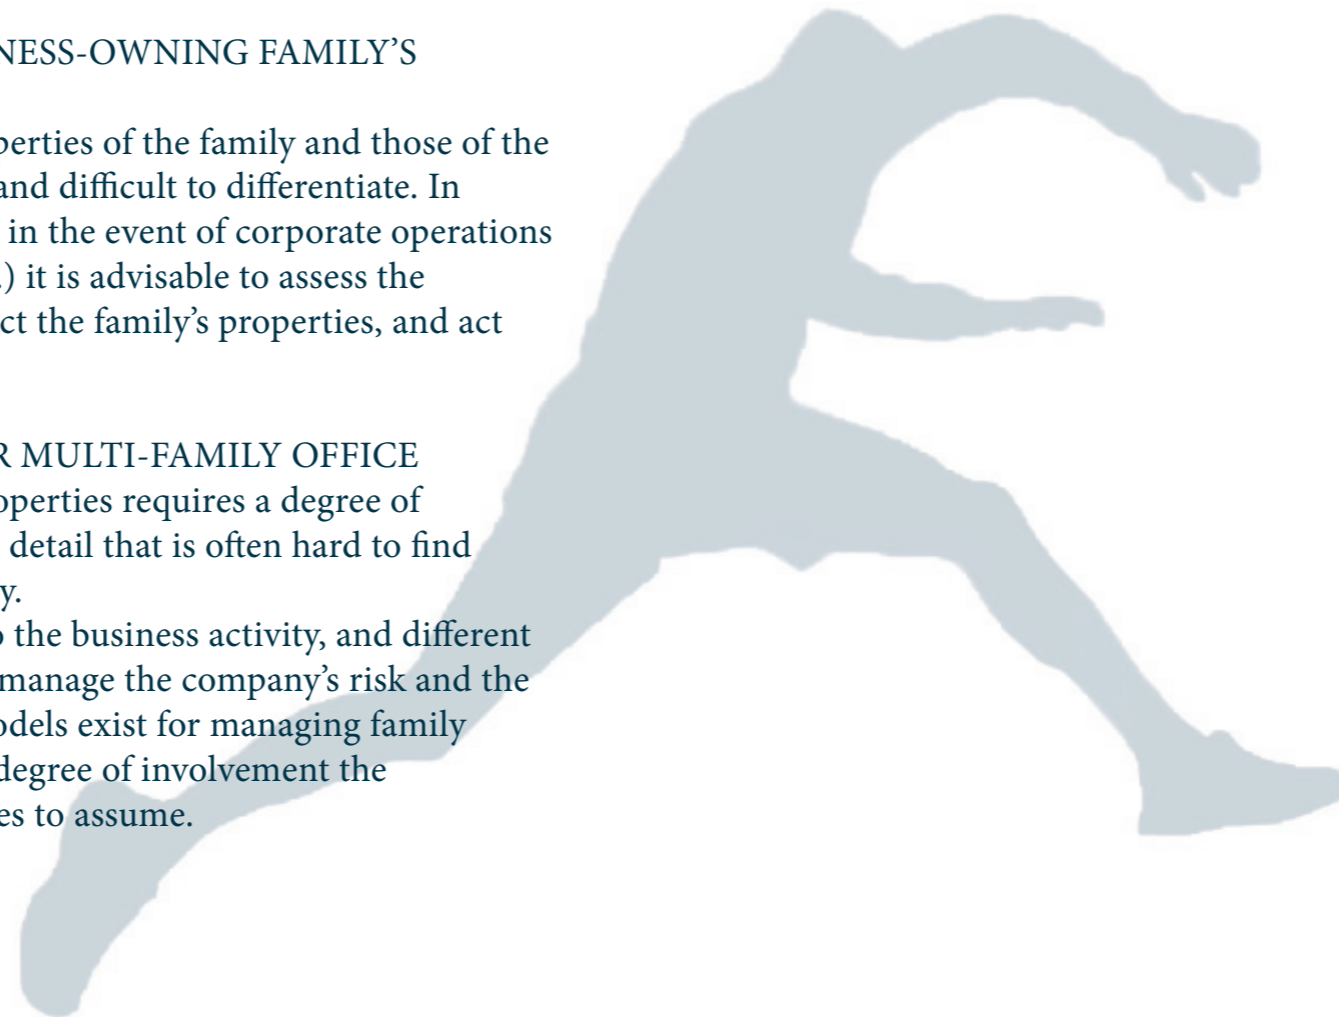 NESS-OWNING FAMILY’S
perties of the family and those of the
and difficult to differentiate. In
in the event of corporate operations
.) it is advisable to assess the
ct the family’s properties, and act
R MULTI-FAMILY OFFICE
operties requires a degree of
detail that is often hard to find
y.
o the business activity, and different
manage the company’s risk and the
odels exist for managing family
degree of involvement the
es to assume.